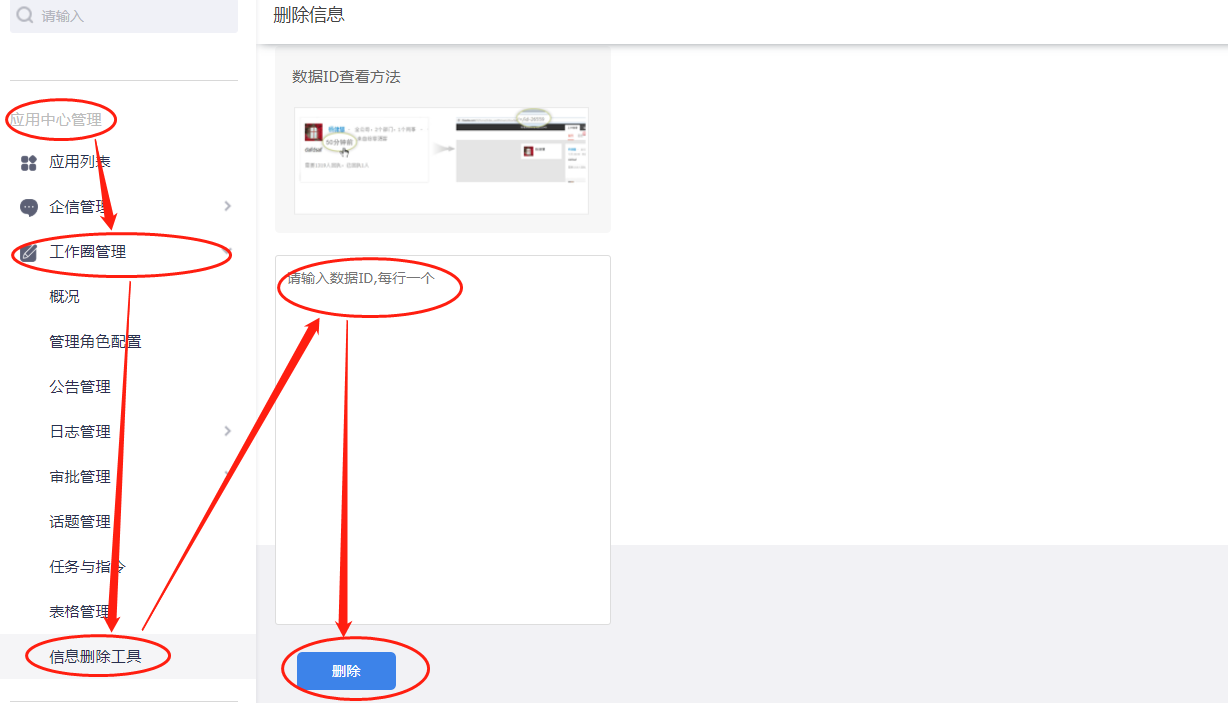 请输入
应用中心管理
应用列表
企信管理
工作圈管理
概况
管理角色配置
公告管理
日志管理
审批管理
话题管理
任务与指令
表格管理
信息删除工具
删除信息
数据ID查看方法
50分钟前
请输入数据ID,每行一个
删除